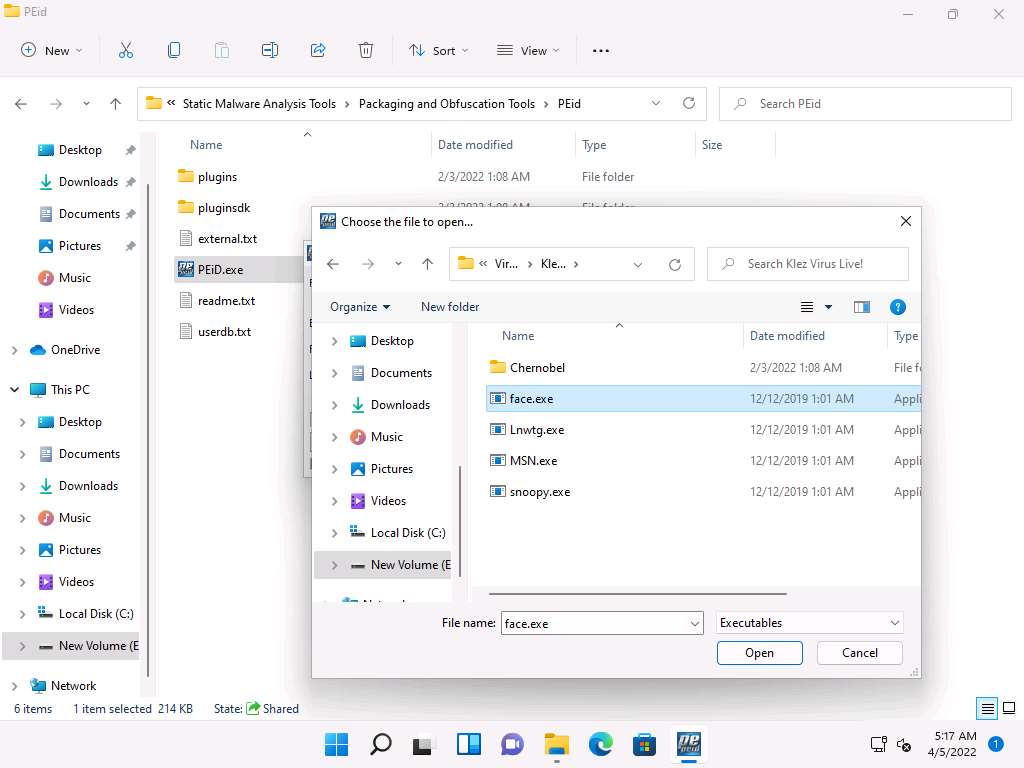 PEid
New
Sort
View
« Static Malware Analysis Tools › Packaging and Obfuscation Tools › PEid
Search PEid
Desktop
Downloads
Documents
Pictures
Music
Videos
OneDrive
This PC
Desktop
Documents
Downloads
Music
Pictures
Videos
Local Disk (C:)
New Volume (E
Network
Name Date modified Type Size
plugins 2/3/2022 1:08 AM File folder
pluginsdk 2/3/2022 1:08 AM File folder
external.txt
PEiD.exe
readme.txt
userdb.txt
Choose the file to open...
« Vir... › Kle... ›
Search Klez Virus Live!
Organize
New folder
Desktop
Documents
Downloads
Music
Pictures
Videos
Local Disk (C:)
New Volume (E
Name Date modified Type
Chernobel 2/3/2022 1:08 AM File f
face.exe 12/12/2019 1:01 AM Appli
Lnwtg.exe 12/12/2019 1:01 AM Appli
MSN.exe 12/12/2019 1:01 AM Appli
snoopy.exe 12/12/2019 1:01 AM Appli
File name: face.exe
Executables
Open
Cancel
6 items 1 item selected 214 KB State: Shared
5:17 AM
4/5/2022
1